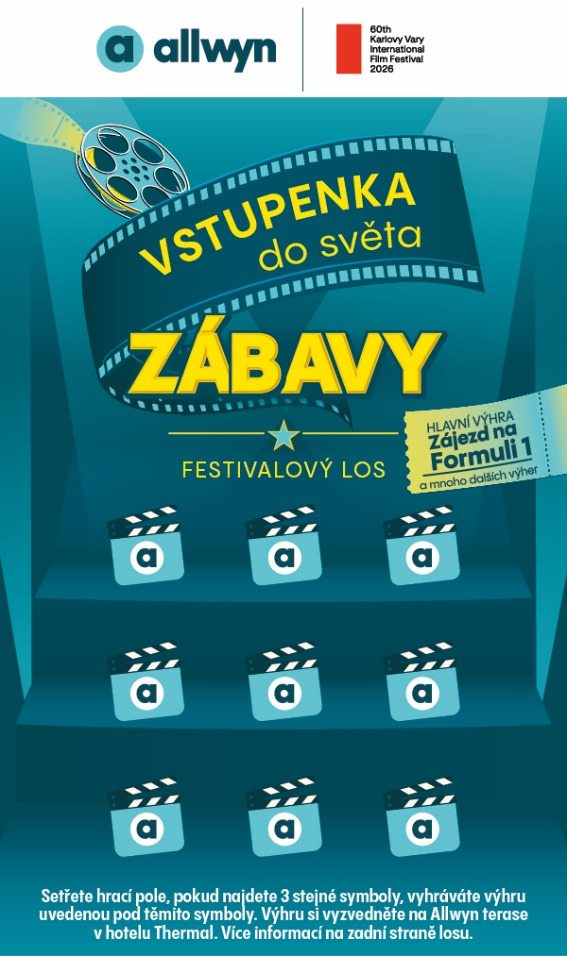 a allwyn
60th
Karlovy Vary
International
Film Festival
2026
VSTUPENKA
do světa
ZÁBAVY
HLAVNÍ VÝHRA
Zájezd na
Formuli 1
a mnoho dalších výher
FESTIVALOVÝ LOS
a a a
a a a
a a a
Setřete hrací pole, pokud najdete 3 stejné symboly, vyhráváte výhru
uvedenou pod těmito symboly. Výhru si vyzvedněte na Allwyn terase
v hotelu Thermal. Více informací na zadní straně losu.